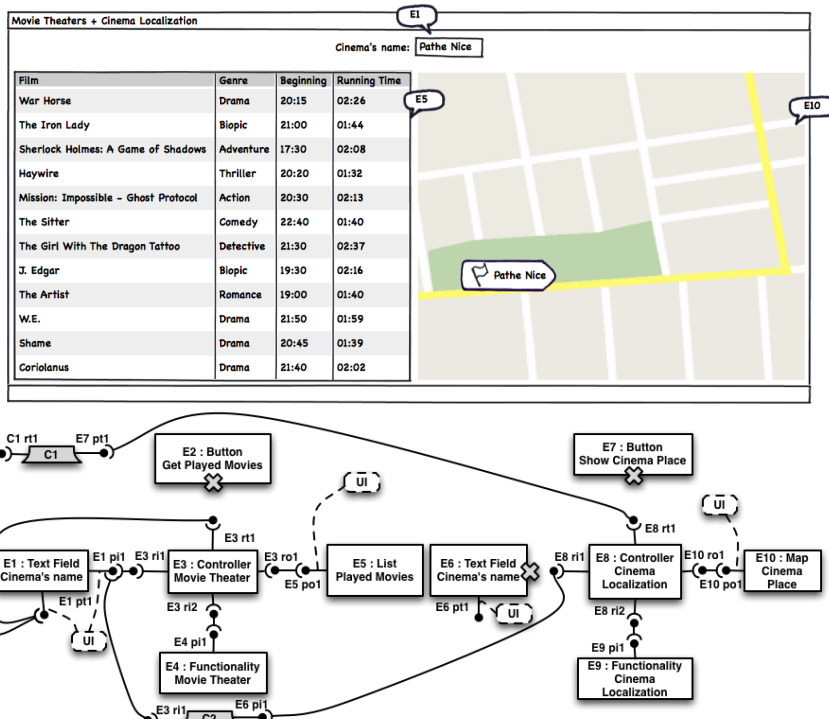 E1
Movie Theaters + Cinema Localization
Cinema's name: Pathe Nice
Film Genre Beginning Running Time
War Horse Drama 20:15 02:26
The Iron Lady Biopic 21:00 01:44
Sherlock Holmes: A Game of Shadows Adventure 17:30 02:08
Haywire Thriller 20:20 01:32
Mission: Impossible - Ghost Protocol Action 20:30 02:13
The Sitter Comedy 22:40 01:40
The Girl With The Dragon Tattoo Detective 21:30 02:37
J. Edgar Biopic 19:30 02:16
The Artist Romance 19:00 01:40
W.E. Drama 21:50 01:59
Shame Drama 20:45 01:39
Coriolanus Drama 21:40 02:02
E5
E10
Pathe Nice
C1 rt1
C1
E7 pt1
E2 : Button
Get Played Movies
E7 : Button
Show Cinema Place
UI
UI
E3 rt1
E8 rt1
E1 : Text Field
Cinema's name
E1 pi1
E3 ri1
E3 : Controller
Movie Theater
E3 ro1
E5 po1
E5 : List
Played Movies
E6 : Text Field
Cinema's name
E8 ri1
E8 : Controller
Cinema
Localization
E10 ro1
E10 po1
E10 : Map
Cinema
Place
E1 pt1
UI
E3 ri2
E4 pi1
E6 pt1
UI
E8 ri2
E9 pi1
E4 : Functionality
Movie Theater
E9 : Functionality
Cinema
Localization
E3 ri1
C2
E6 pi1